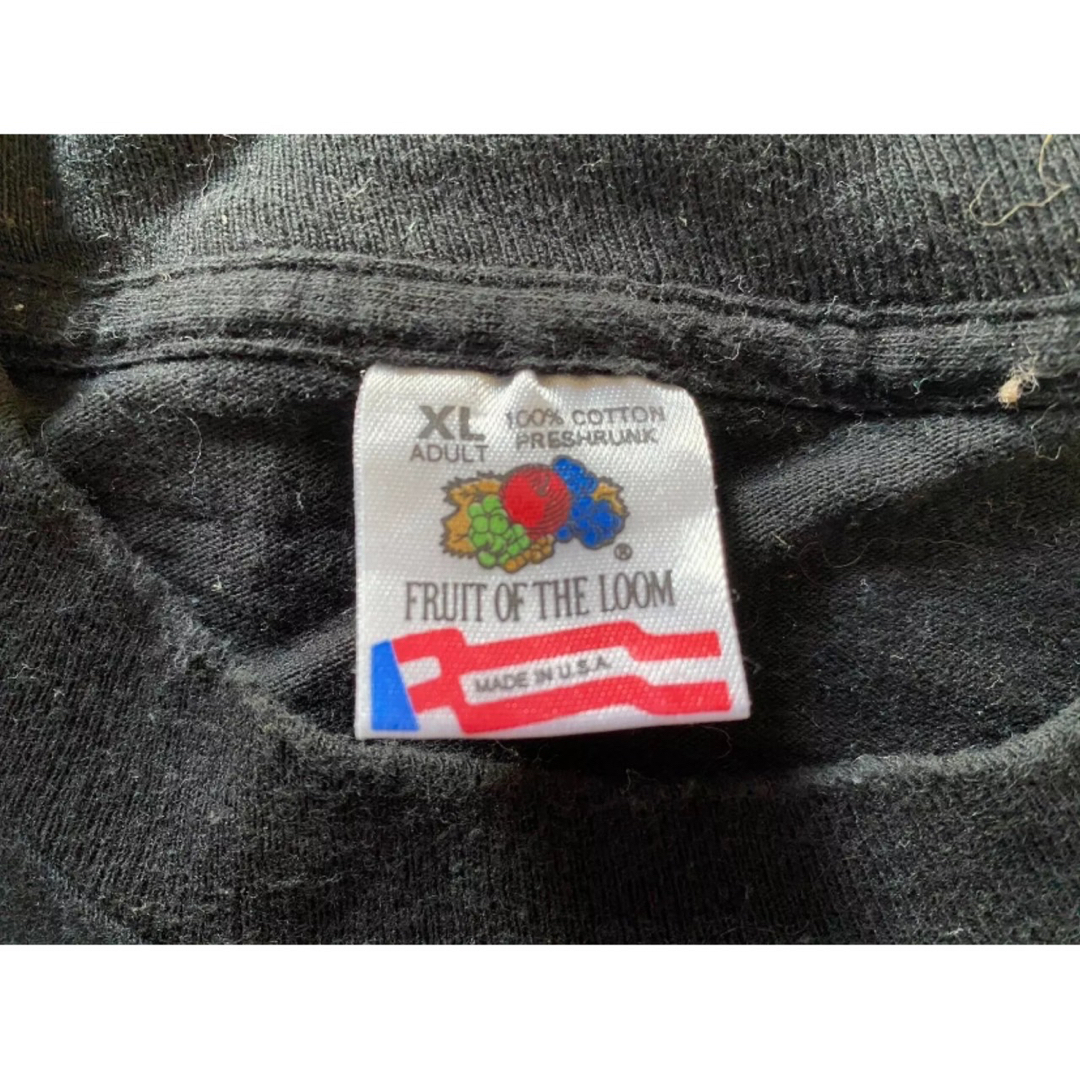 XL 100% COTTON
ADULT PRESHRUNK
®
FRUIT OF THE LOOM
MADE IN U.S.A.